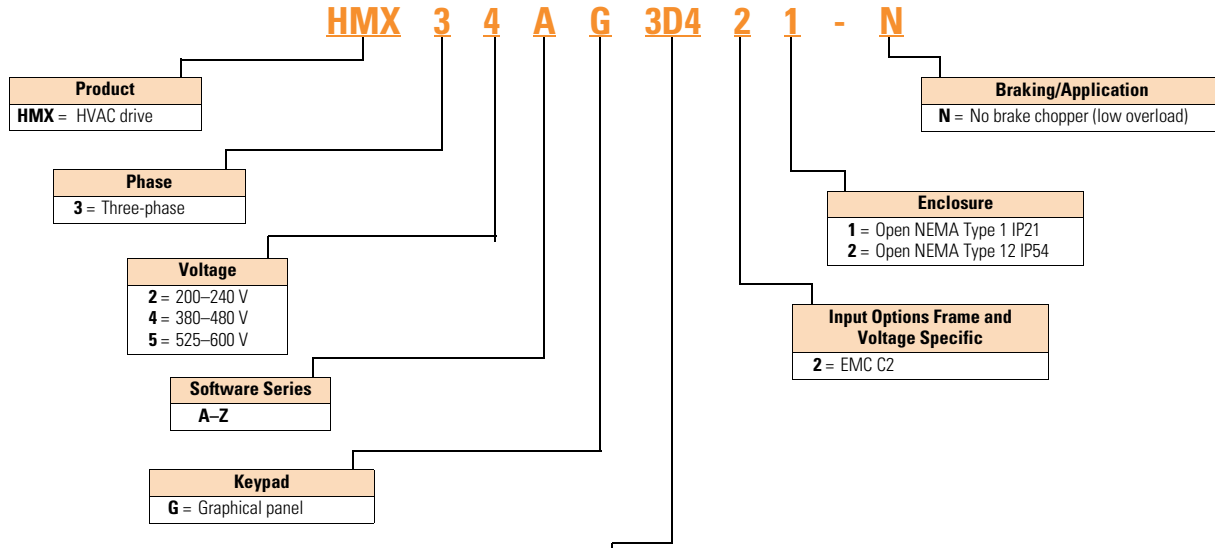 HMX 3 4 A G 3D4 2 1 - N
Product
HMX = HVAC drive
Braking/Application
N = No brake chopper (low overload)
Phase
3 = Three-phase
Enclosure
1 = Open NEMA Type 1 IP21
2 = Open NEMA Type 12 IP54
Voltage
2 = 200–240 V
4 = 380–480 V
5 = 525–600 V
Input Options Frame and
Voltage Specific
2 = EMC C2
Software Series
A–Z
Keypad
G = Graphical panel